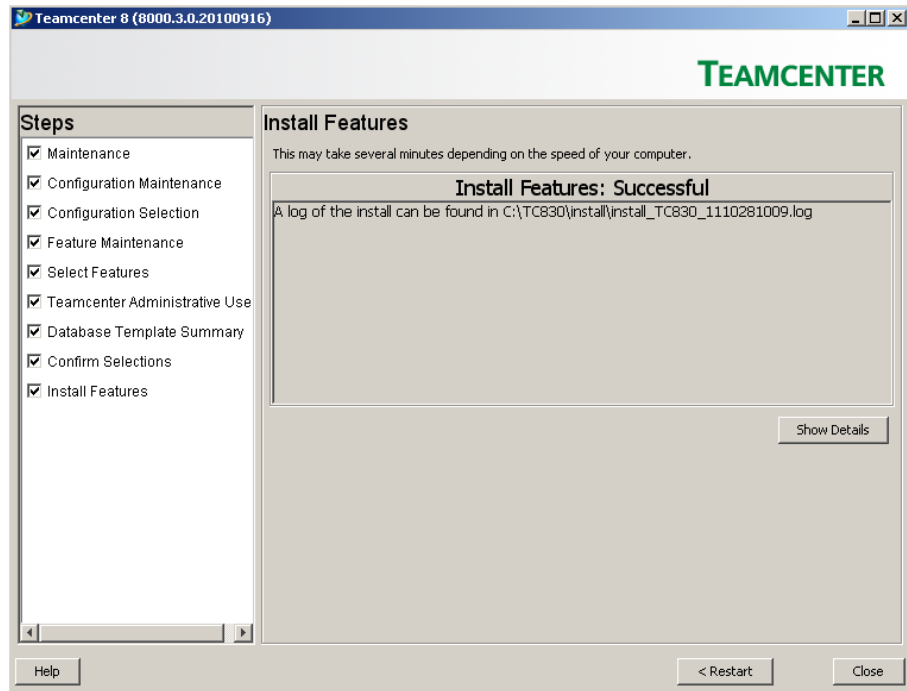 Teamcenter 8 (8000.3.0.20100916)
TEAMCENTER
Steps
Maintenance
Configuration Maintenance
Configuration Selection
Feature Maintenance
Select Features
Teamcenter Administrative Use
Database Template Summary
Confirm Selections
Install Features
Install Features
This may take several minutes depending on the speed of your computer.
Install Features: Successful
A log of the install can be found in C:\TC830\install\install_TC830_1110281009.log
Show Details
Help
< Restart
Close